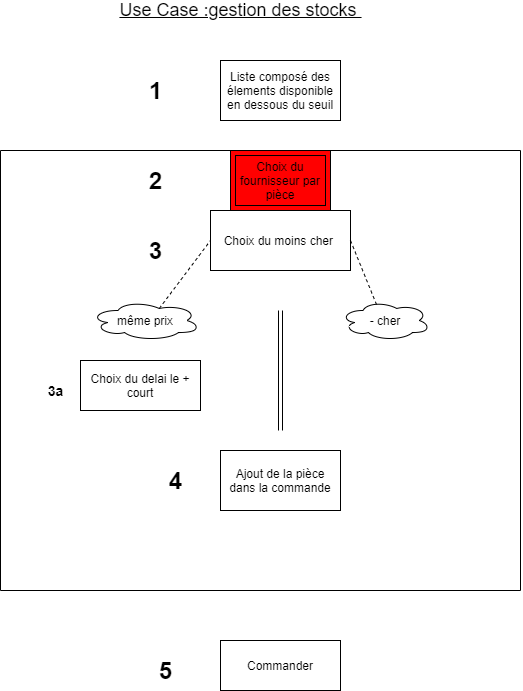 Use Case :gestion des stocks
1
Liste composé des
élements disponible
en dessous du seuil
2
Choix du
fournisseur par
pièce
3
Choix du moins cher
même prix
- cher
3a
Choix du delai le +
court
4
Ajout de la pièce
dans la commande
5
Commander